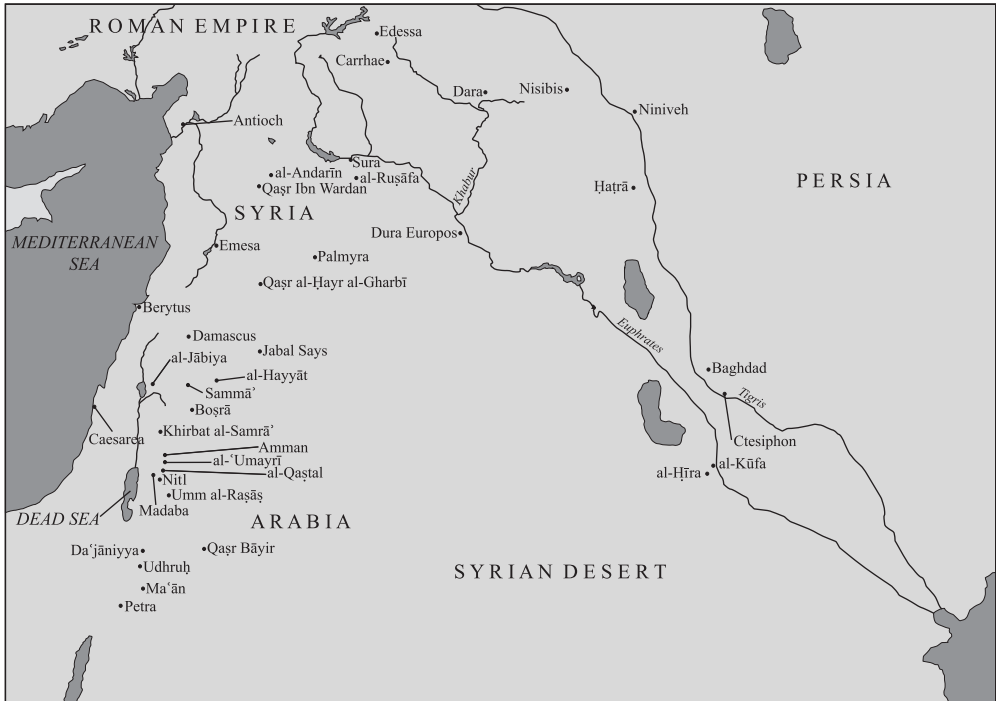 ROMAN EMPIRE
Edessa
Carrhae
Dara
Nisibis
Niniveh
Antioch
Sura
al-Andarīn
al-Ruṣāfa
Qaṣr Ibn Wardan
Khabur
Ḥaṭrā
PERSIA
SYRIA
MEDITERRANEAN
SEA
Emesa
Dura Europos
Palmyra
Qaṣr al-Ḥayr al-Gharbī
Berytus
Euphrates
Damascus
Jabal Says
al-Jābiya
al-Hayyāt
Sammāʾ
Boṣrā
Baghdad
Tigris
Caesarea
Khirbat al-Samrāʾ
Ctesiphon
Amman
al-ʿUmayrī
al-Qasṭal
al-Kūfa
al-Ḥīra
Nitl
Umm al-Raṣāṣ
Madaba
DEAD SEA
ARABIA
Daʿjāniyya
Qaṣr Bāyir
Udhruḥ
SYRIAN DESERT
Maʿān
Petra